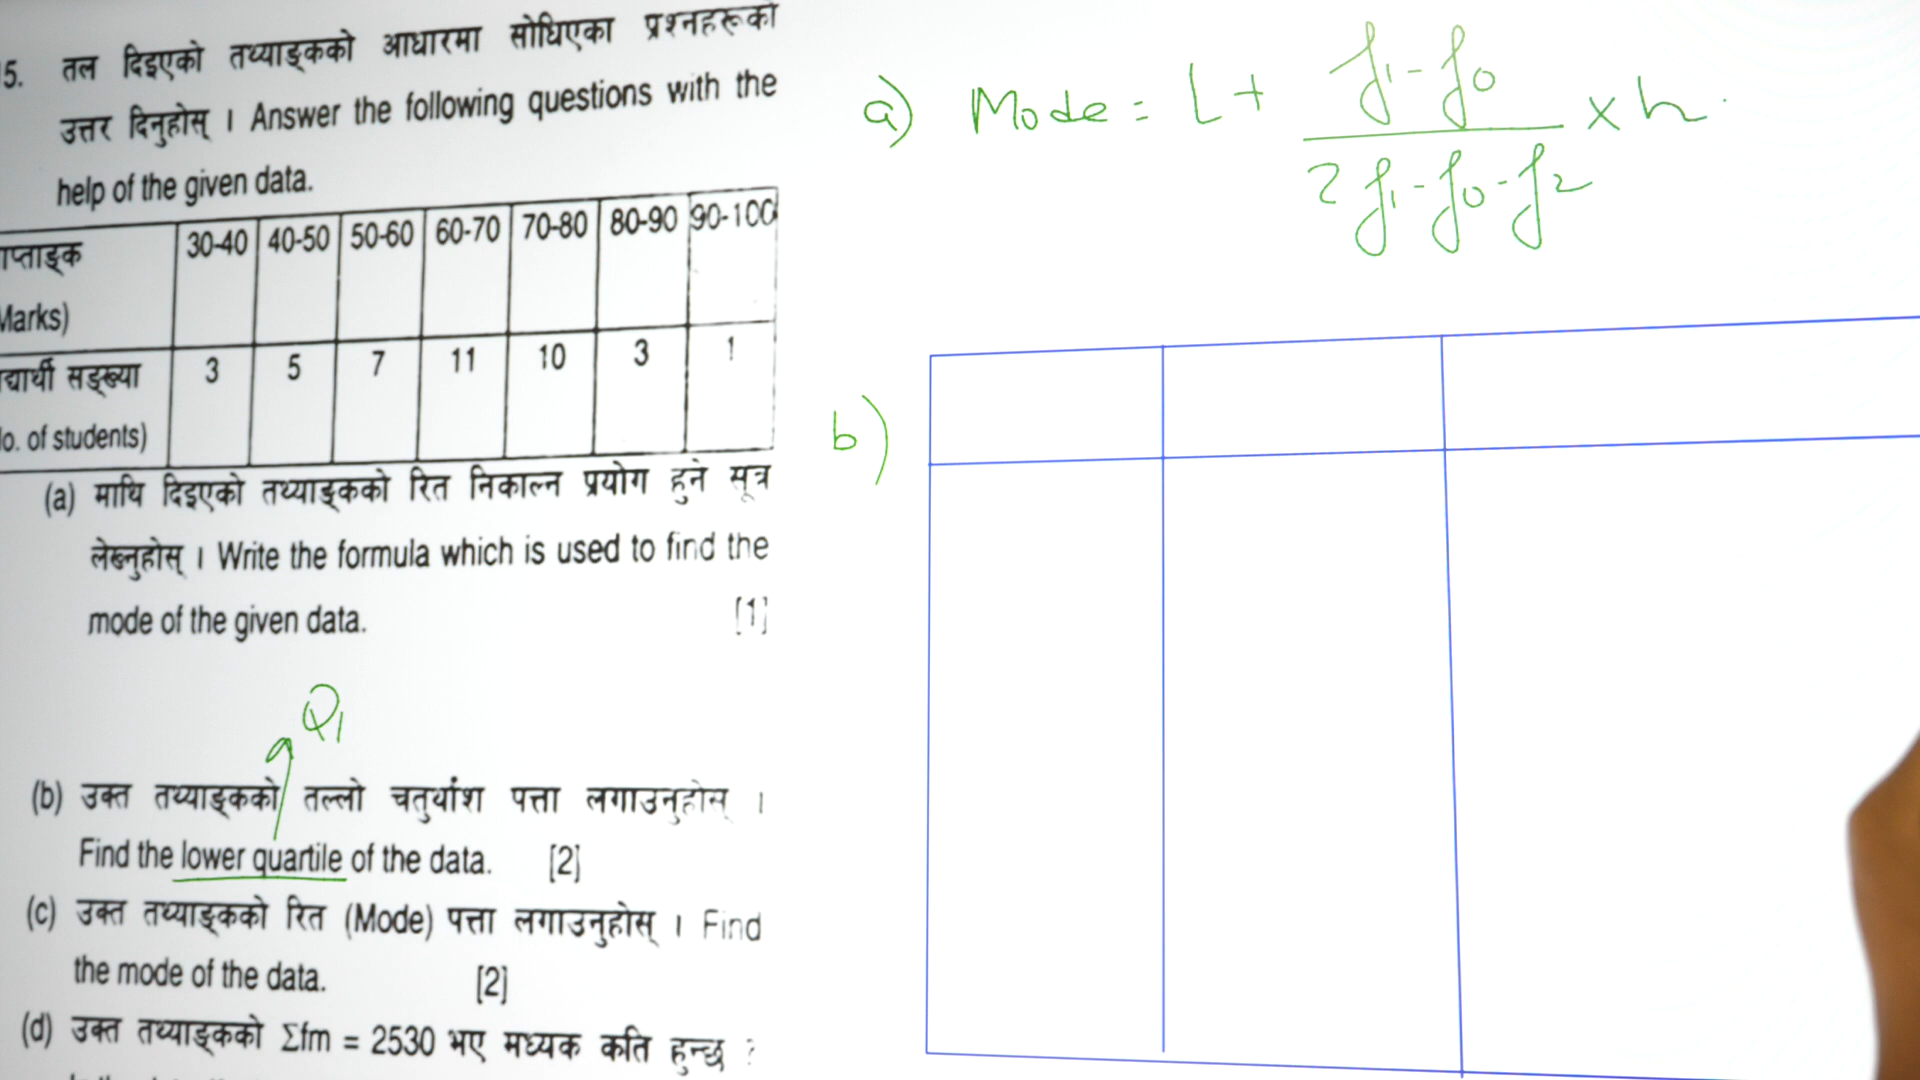 5. तल दिइएको तथ्याङ्कको आधारमा सोधिएका प्रश्नहरूको
उत्तर दिनुहोस् । Answer the following questions with the
help of the given data.
30-40 40-50 50-60 60-70 70-80 80-90 90-100
Marks)
3 5 7 11 10 3 1
of students)
(a) माथि दिइएको तथ्याङ्कको रित निकाल्न प्रयोग हुने सूत्र
लेख्नुहोस् । Write the formula which is used to find the
mode of the given data. [1]
Q1
(b) उक्त तथ्याङ्कको तल्लो चतुर्थांश पत्ता लगाउनुहोस् ।
Find the lower quartile of the data. [2]
(c) उक्त तथ्याङ्कको रित (Mode) पत्ता लगाउनुहोस् । Find
the mode of the data. [2]
(d) उक्त तथ्याङ्कको Σfm = 2530 भए मध्यक कति हुन्छ ?
a) Mode = L + f1 - f0 / 2f1 - f0 - f2 × h
b)